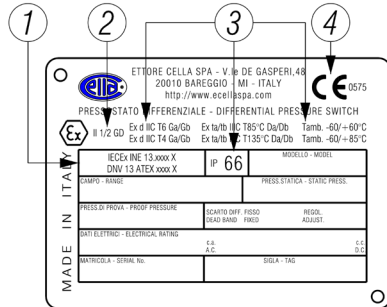 1 2 3 4
ella
ETTORE CELLA SPA - V.le DE GASPERI,48
20010 BAREGGIO - MI - ITALY
http://www.ecellaspa.com
CE 0575
PRESSOSTATO DIFFERENZIALE - DIFFERENTIAL PRESSURE SWITCH
Ex II 1/2 GD
Ex d IIC T6 Ga/Gb Ex ta/tb IIIC T85°C Da/Db Tamb. -60/+60°C
Ex d IIC T4 Ga/Gb Ex ta/tb IIIC T135°C Da/Db Tamb. -60/+85°C
MADE IN ITALY
IECEx INE 13.xxxx X
DNV 13 ATEX xxxx X
IP 66
MODELLO - MODEL
CAMPO - RANGE
PRESS.STATICA - STATIC PRESS.
PRESS.DI PROVA - PROOF PRESSURE
SCARTO DIFF. FISSO REGOL.
DEAD BAND FIXED ADJUST.
DATI ELETTRICI - ELECTRICAL RATING
c.a. c.c.
A.C. D.C.
MATRICOLA - SERIAL No.
SIGLA - TAG